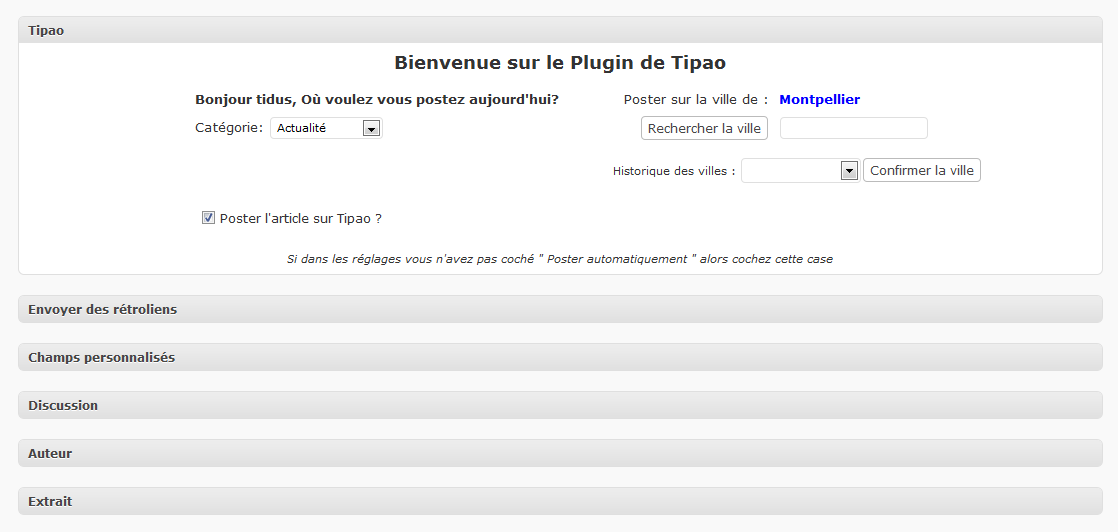 Tipao
Bienvenue sur le Plugin de Tipao
Bonjour tidus, Où voulez vous postez aujourd'hui?
Poster sur la ville de : Montpellier
Catégorie: Actualité
Rechercher la ville
Historique des villes :
Confirmer la ville
Poster l'article sur Tipao ?
Si dans les réglages vous n'avez pas coché " Poster automatiquement " alors cochez cette case
Envoyer des rétroliens
Champs personnalisés
Discussion
Auteur
Extrait